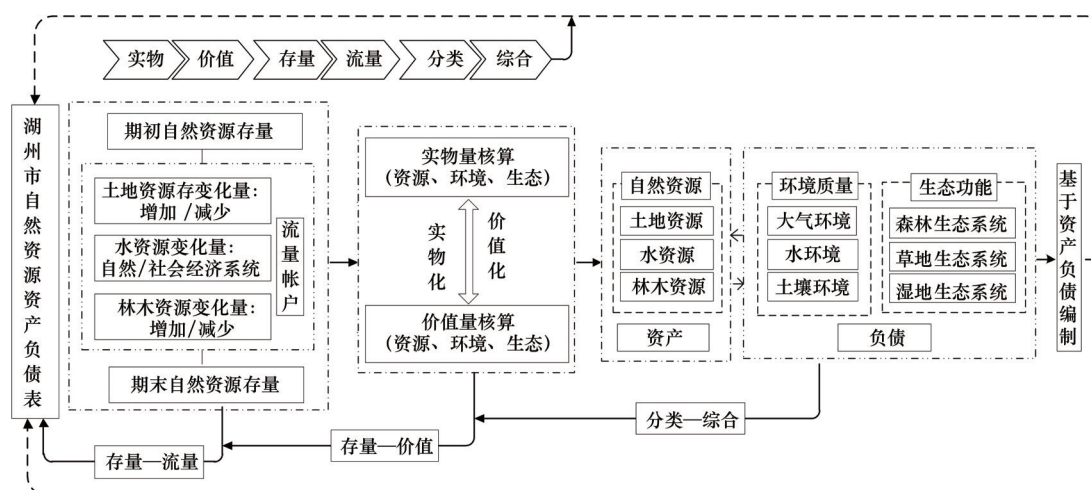 实物 价值 存量 流量 分类 综合
湖州市自然资源资产负债表
期初自然资源存量
土地资源存变化量:
增加 /减少
水资源变化量:
自然/社会经济系统
林木资源变化量:
增加/减少
流量帐户
期末自然资源存量
实物量核算
(资源、环境、生态)
实物化
价值化
价值量核算
(资源、环境、生态)
自然资源
土地资源
水资源
林木资源
资产
环境质量
大气环境
水环境
土壤环境
生态功能
森林生态系统
草地生态系统
湿地生态系统
负债
基于资产负债编制
分类—综合
存量—价值
存量—流量